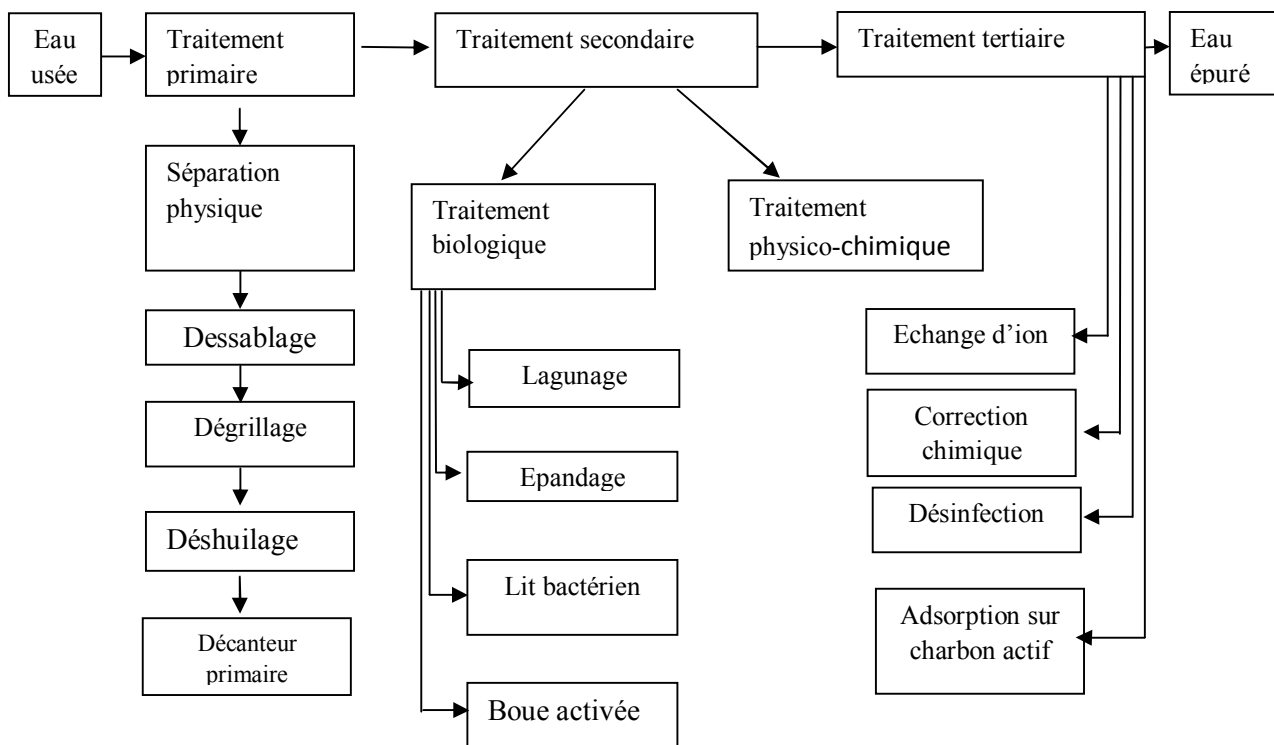 Eau
usée
Traitement
primaire
Traitement secondaire
Traitement tertiaire
Eau
épuré
Séparation
physique
Traitement
biologique
Traitement
physico-chimique
Dessablage
Dégrillage
Déshuilage
Décanteur
primaire
Lagunage
Epandage
Lit bactérien
Boue activée
Echange d’ion
Correction
chimique
Désinfection
Adsorption sur
charbon actif